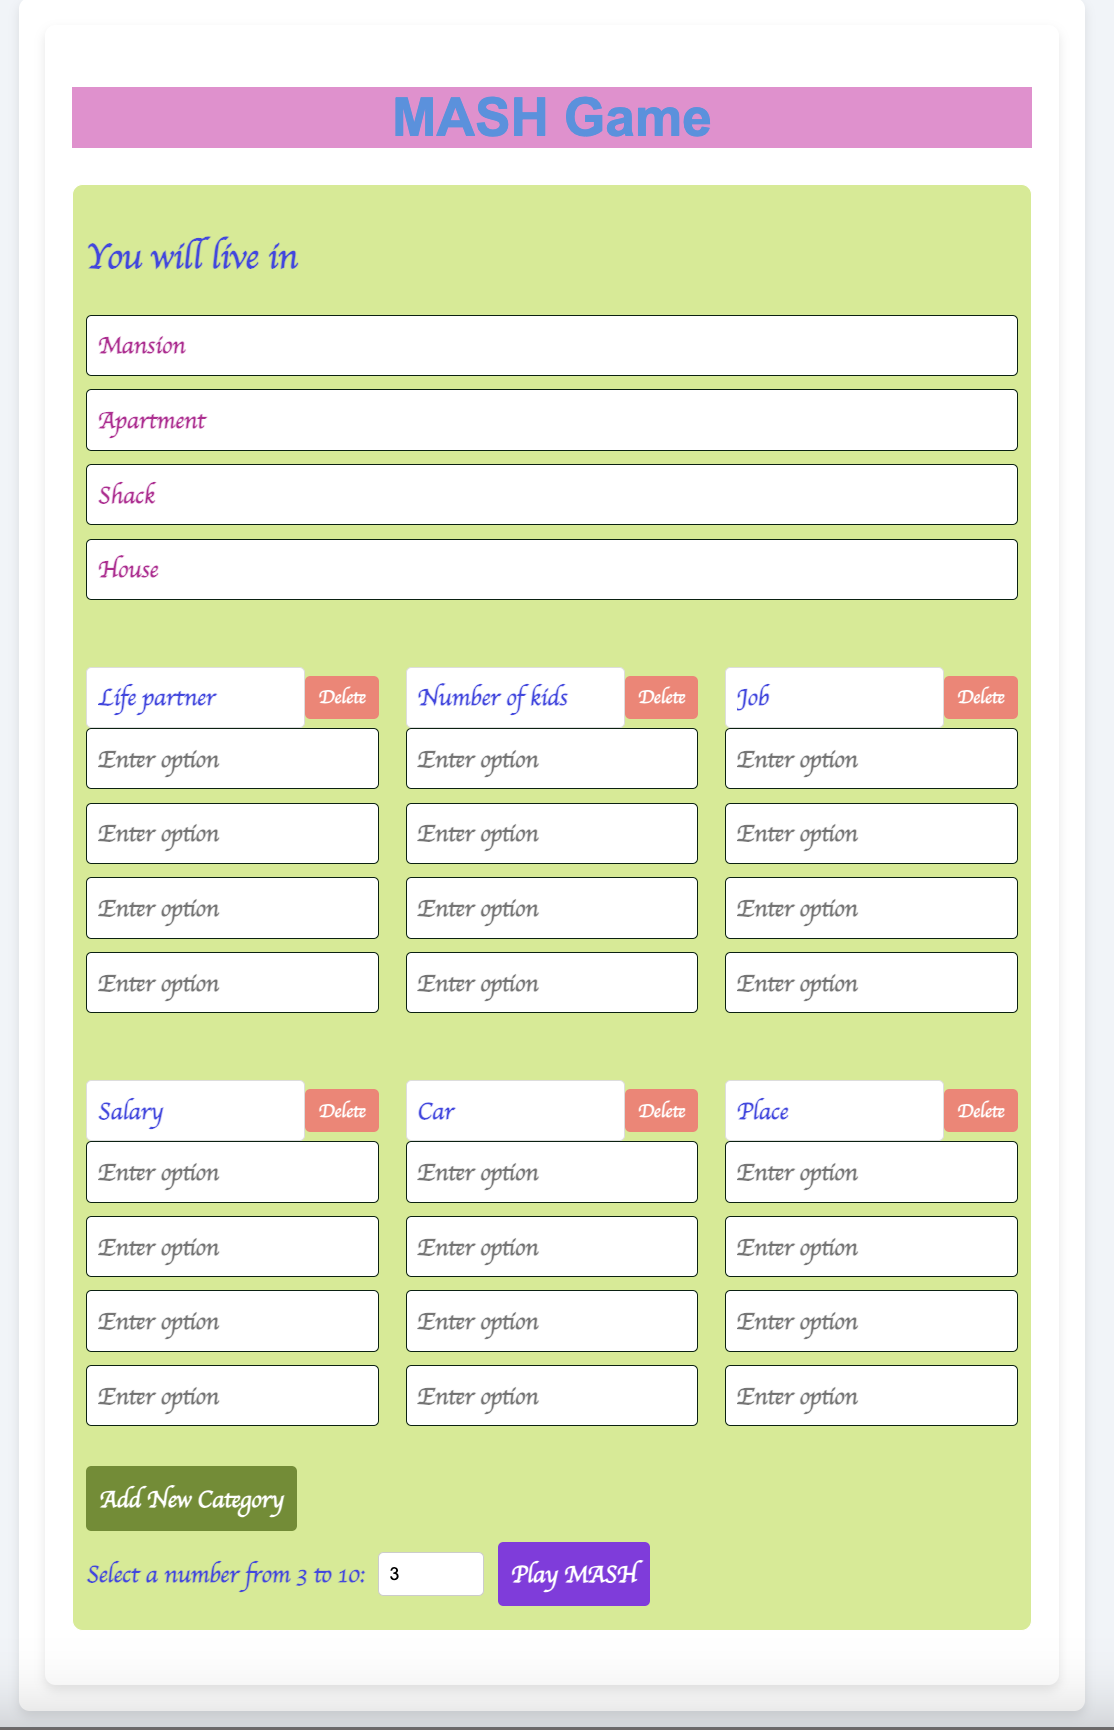 MASH Game
You will live in
Mansion
Apartment
Shack
House
Life partner Delete Number of kids Delete Job Delete
Enter option Enter option Enter option
Enter option Enter option Enter option
Enter option Enter option Enter option
Enter option Enter option Enter option
Salary Delete Car Delete Place Delete
Enter option Enter option Enter option
Enter option Enter option Enter option
Enter option Enter option Enter option
Enter option Enter option Enter option
Add New Category
Select a number from 3 to 10: 3 Play MASH